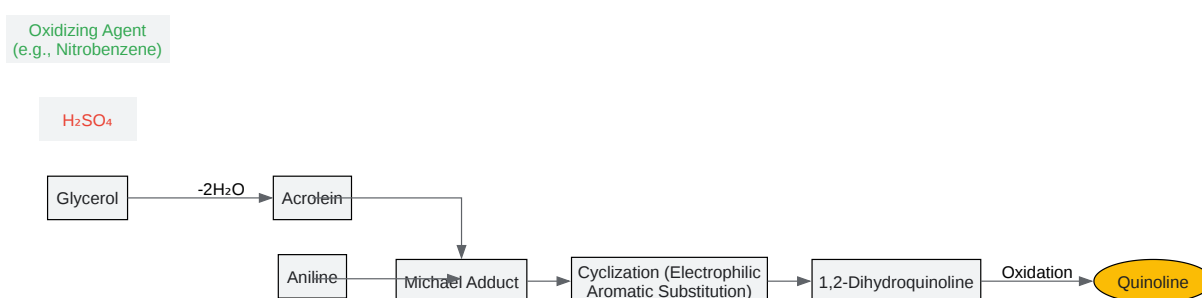 Oxidizing Agent
(e.g., Nitrobenzene)
H₂SO₄
Glycerol
-2H₂O
Acrolein
Aniline
Michael Adduct
Cyclization (Electrophilic
Aromatic Substitution)
1,2-Dihydroquinoline
Oxidation
Quinoline